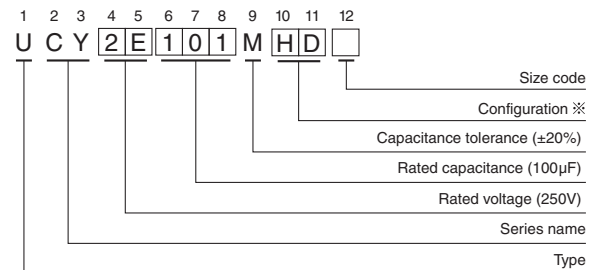 1 2 3 4 5 6 7 8 9 10 11 12
U C Y 2 E 1 0 1 M H D
Size code
Configuration ※
Capacitance tolerance (±20%)
Rated capacitance (100µF)
Rated voltage (250V)
Series name
Type